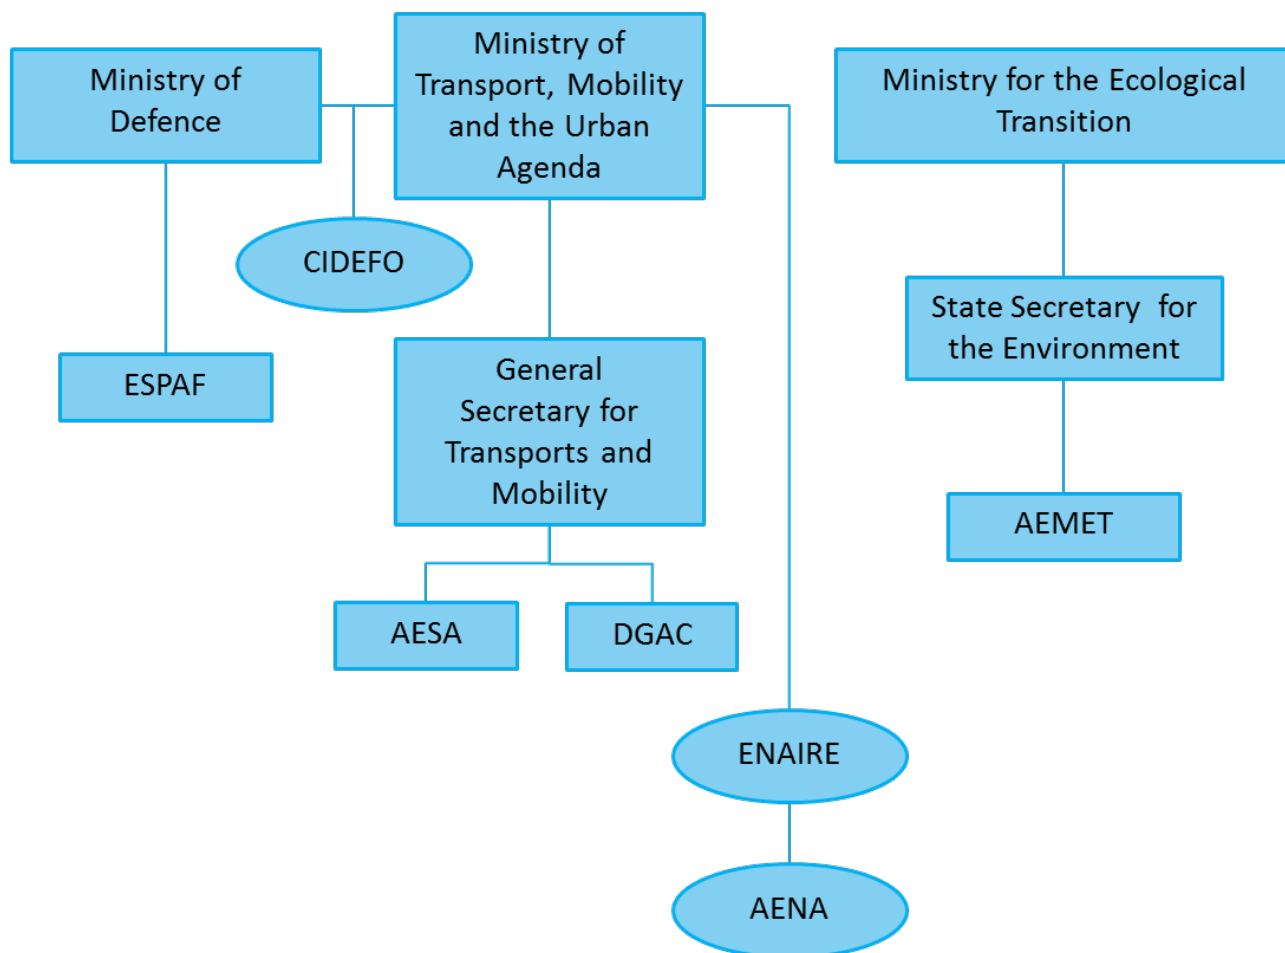 Ministry of
Defence
Ministry of
Transport, Mobility
and the Urban
Agenda
Ministry for the Ecological
Transition
CIDEFO
State Secretary for
the Environment
ESPAF
General
Secretary for
Transports and
Mobility
AEMET
AESA
DGAC
ENAIRE
AENA